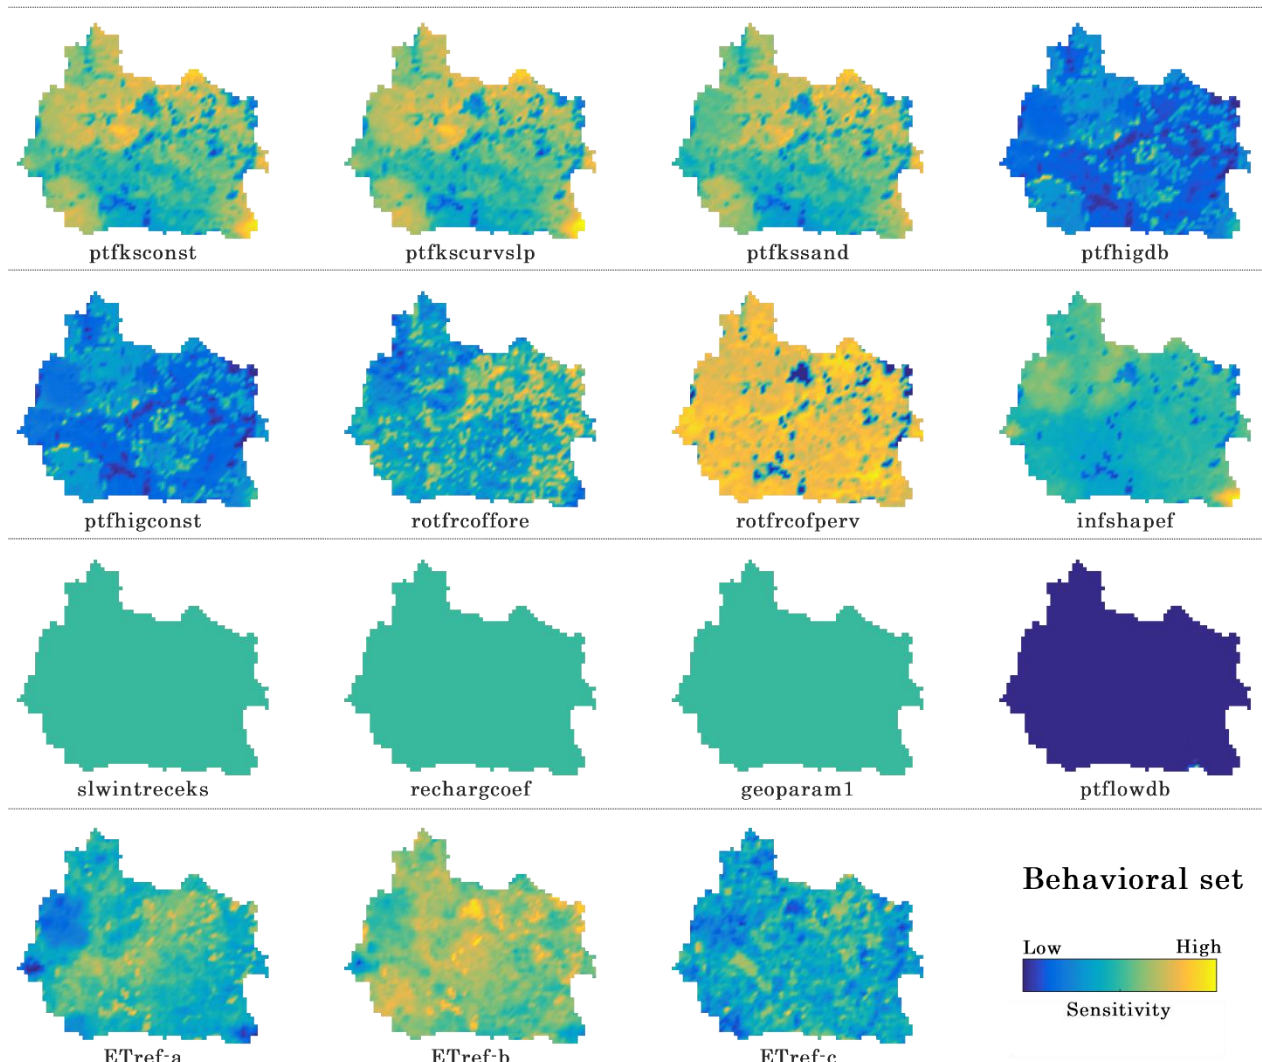 ptfksconst ptfkscurvslp ptfkssand ptfhigdb
ptfhigconst rotfrcoffore rotfrcofperv infshapef
slwintreceks rechargcoef geoparam1 ptflowdb
Behavioral set
Low High
Sensitivity
ETref-a ETref-b ETref-c